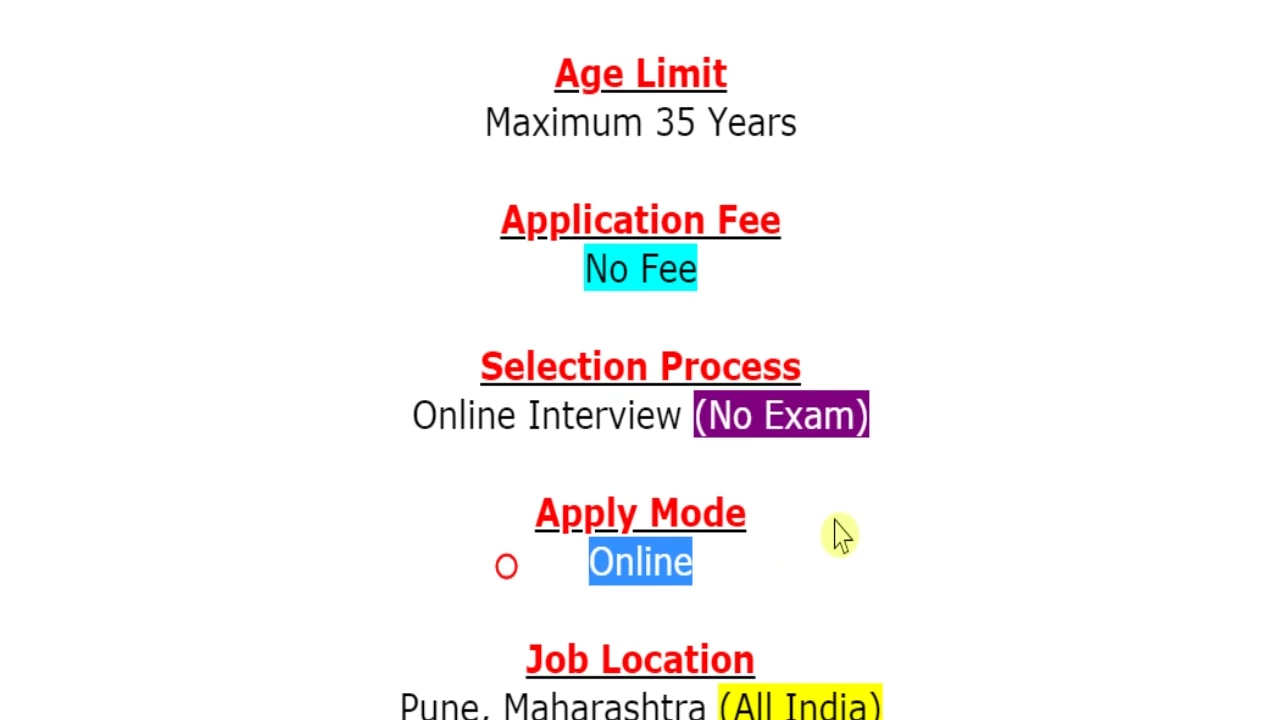 Age Limit
Maximum 35 Years
Application Fee
No Fee
Selection Process
Online Interview (No Exam)
Apply Mode
Online
Job Location
Pune, Maharashtra (All India)